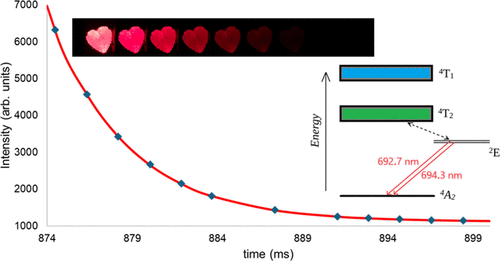 7000
6000
5000
4000
3000
2000
1000
Intensity (arb. units)
874
879
884
889
894
899
time (ms)
Energy
⁴T₁
⁴T₂
²E
692,7 nm
694,3 nm
⁴A₂